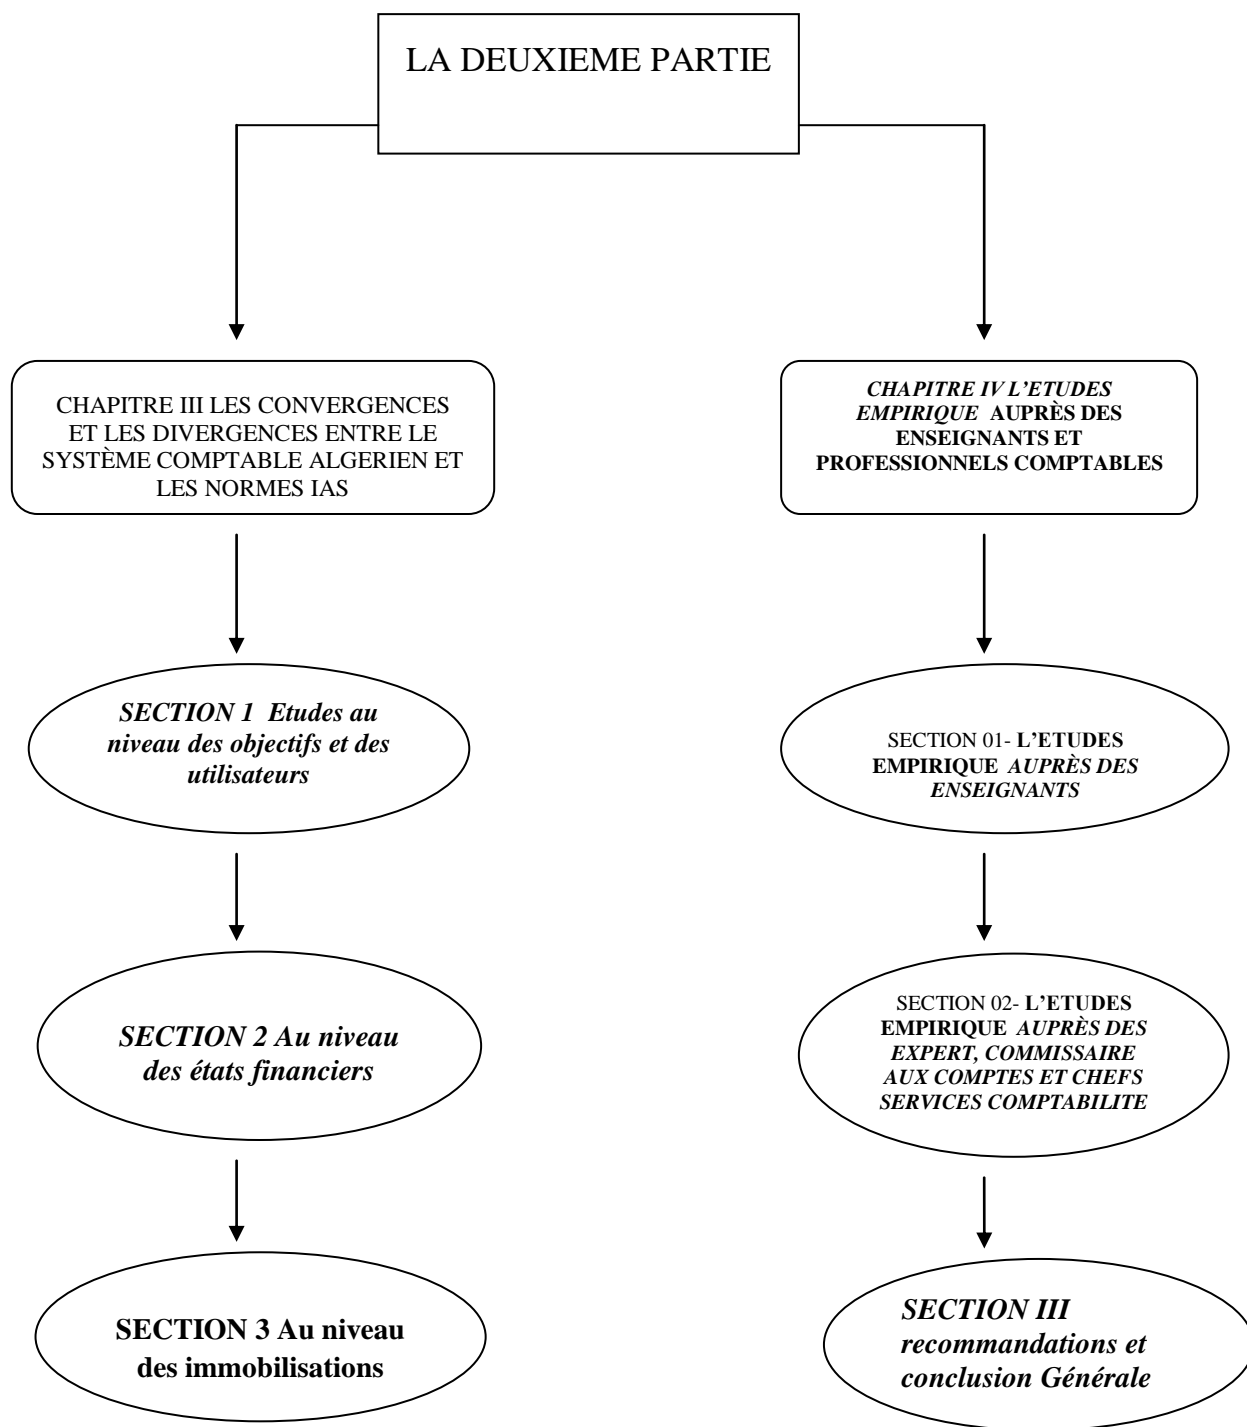 LA DEUXIEME PARTIE
CHAPITRE III LES CONVERGENCES
ET LES DIVERGENCES ENTRE LE
SYSTÈME COMPTABLE ALGERIEN ET
LES NORMES IAS
CHAPITRE IV L’ETUDES
EMPIRIQUE AUPRÈS DES
ENSEIGNANTS ET
PROFESSIONNELS COMPTABLES
SECTION 1 Etudes au
niveau des objectifs et des
utilisateurs
SECTION 01- L’ETUDES
EMPIRIQUE AUPRÈS DES
ENSEIGNANTS
SECTION 2 Au niveau
des états financiers
SECTION 02- L’ETUDES
EMPIRIQUE AUPRÈS DES
EXPERT, COMMISSAIRE
AUX COMPTES ET CHEFS
SERVICES COMPTABILITE
SECTION 3 Au niveau
des immobilisations
SECTION III
recommandations et
conclusion Générale